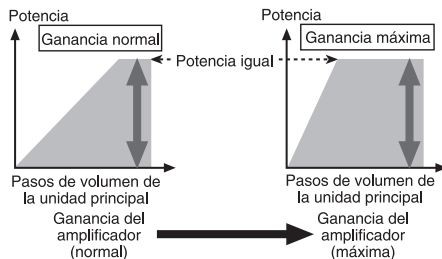 Potencia
Ganancia normal
Potencia igual
Pasos de volumen de
la unidad principal
Ganancia del
amplificador
(normal)
Potencia
Ganancia máxima
Pasos de volumen de
la unidad principal
Ganancia del
amplificador
(máxima)